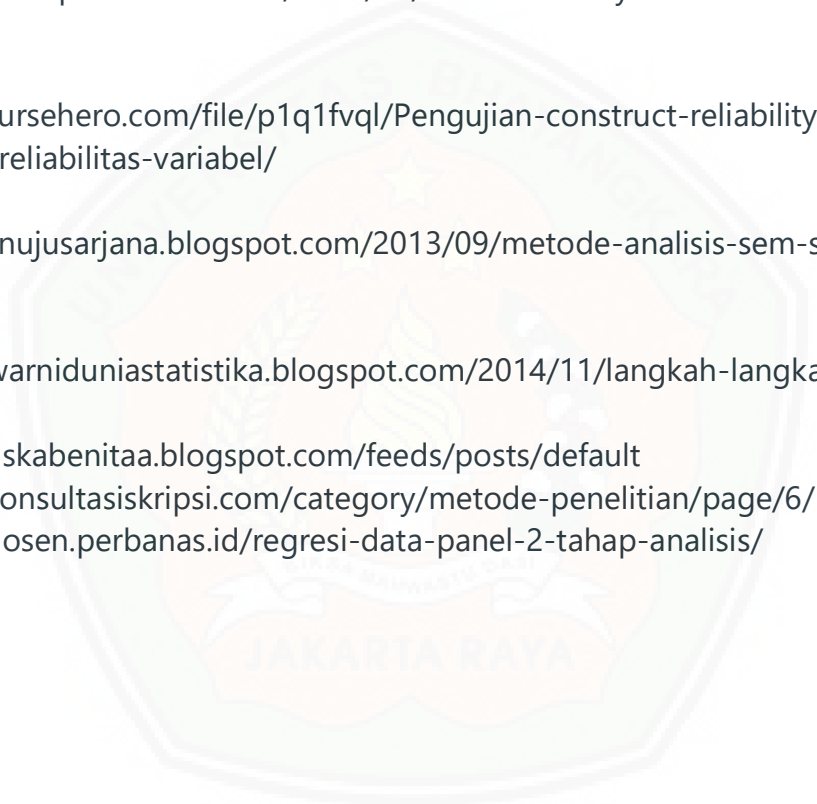 ursehero.com/file/p1q1fvql/Pengujian-construct-reliability
reliabilitas-variabel/
nujusarjana.blogspot.com/2013/09/metode-analisis-sem-s
warniduniastatistika.blogspot.com/2014/11/langkah-langka
skabenitaa.blogspot.com/feeds/posts/default
onsultasiskripsi.com/category/metode-penelitian/page/6/
osen.perbanas.id/regresi-data-panel-2-tahap-analisis/
JAKARTA RAYA